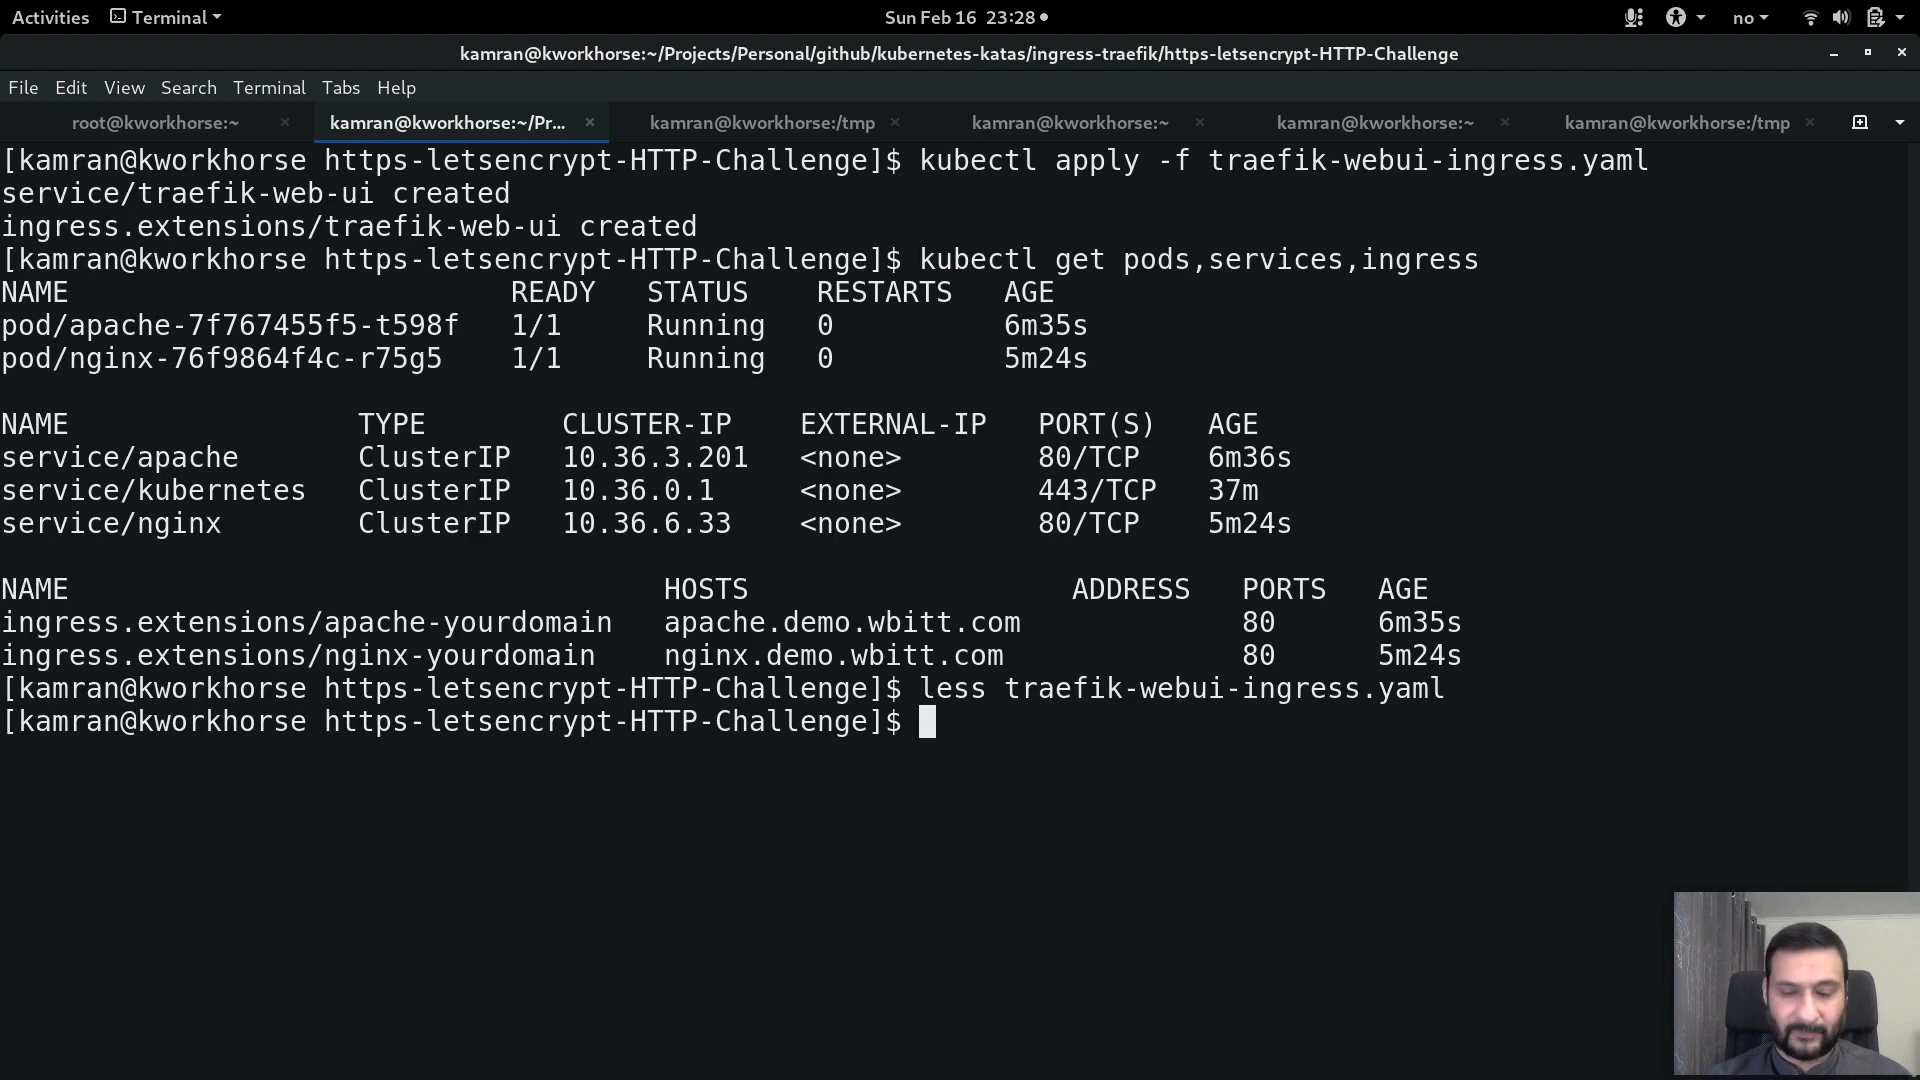 Activities Terminal Sun Feb 16 23:28 no
kamran@kworkhorse:~/Projects/Personal/github/kubernetes-katas/ingress-traefik/https-letsencrypt-HTTP-Challenge
File Edit View Search Terminal Tabs Help
root@kworkhorse:~ kamran@kworkhorse:~/Pr... kamran@kworkhorse:/tmp kamran@kworkhorse:~ kamran@kworkhorse:~ kamran@kworkhorse:/tmp
[kamran@kworkhorse https-letsencrypt-HTTP-Challenge]$ kubectl apply -f traefik-webui-ingress.yaml
service/traefik-web-ui created
ingress.extensions/traefik-web-ui created
[kamran@kworkhorse https-letsencrypt-HTTP-Challenge]$ kubectl get pods,services,ingress
NAME READY STATUS RESTARTS AGE
pod/apache-7f767455f5-t598f 1/1 Running 0 6m35s
pod/nginx-76f9864f4c-r75g5 1/1 Running 0 5m24s
NAME TYPE CLUSTER-IP EXTERNAL-IP PORT(S) AGE
service/apache ClusterIP 10.36.3.201 <none> 80/TCP 6m36s
service/kubernetes ClusterIP 10.36.0.1 <none> 443/TCP 37m
service/nginx ClusterIP 10.36.6.33 <none> 80/TCP 5m24s
NAME HOSTS ADDRESS PORTS AGE
ingress.extensions/apache-yourdomain apache.demo.wbitt.com 80 6m35s
ingress.extensions/nginx-yourdomain nginx.demo.wbitt.com 80 5m24s
[kamran@kworkhorse https-letsencrypt-HTTP-Challenge]$ less traefik-webui-ingress.yaml
[kamran@kworkhorse https-letsencrypt-HTTP-Challenge]$